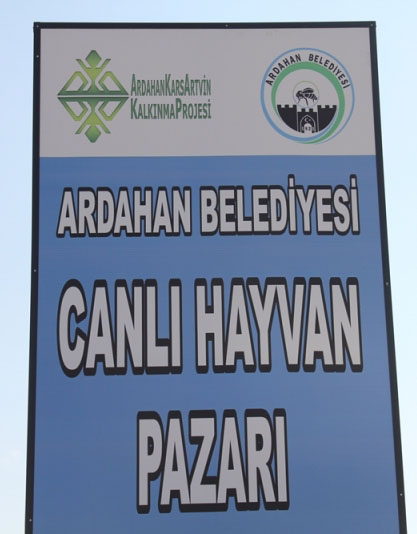 ArdahanKarsArtvin
KalkınmaProjesi
ARDAHAN BELEDİYESİ
ARDAHAN BELEDİYESİ
CANLI HAYVAN
PAZARI